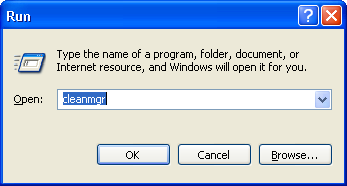 Run
Type the name of a program, folder, document, or
Internet resource, and Windows will open it for you.
Open: cleanmgr
OK Cancel Browse...